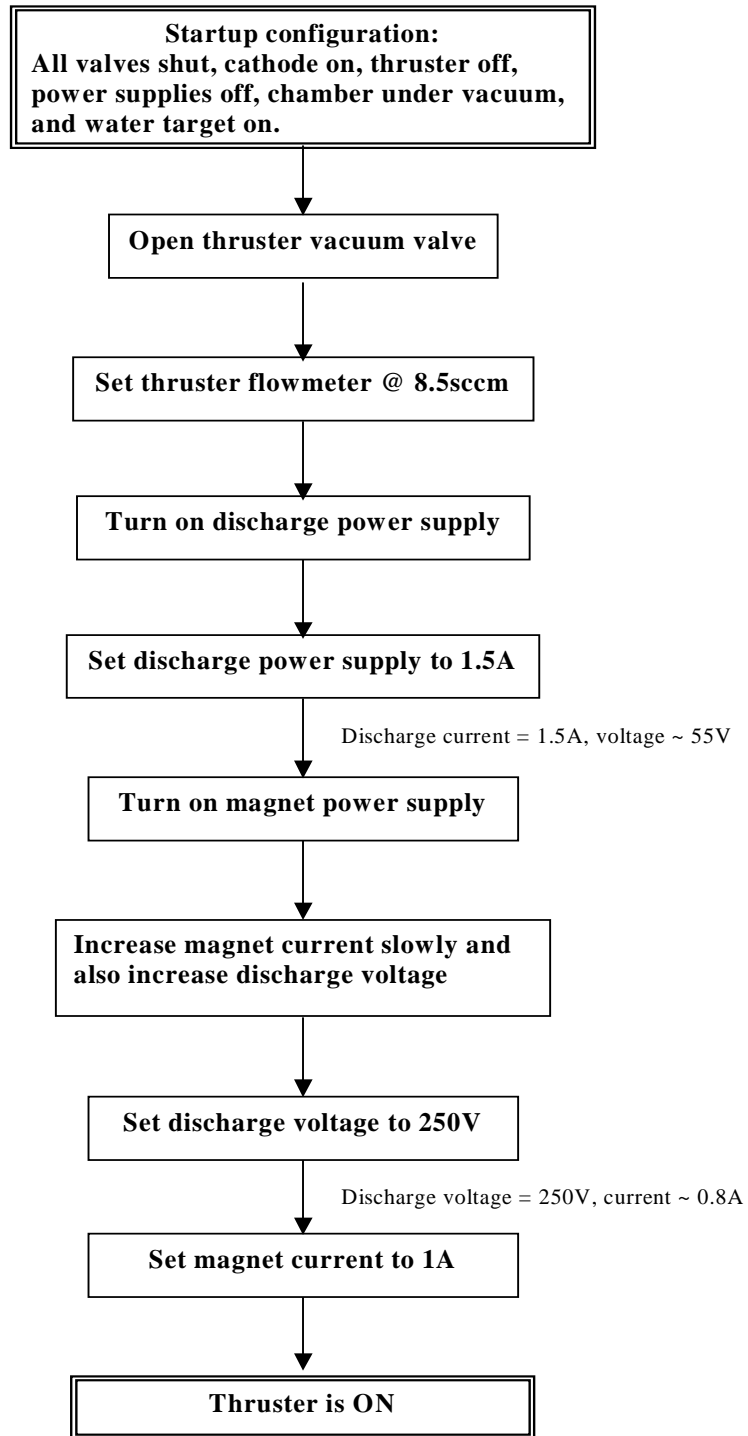 Startup configuration:
All valves shut, cathode on, thruster off,
power supplies off, chamber under vacuum,
and water target on.
Open thruster vacuum valve
Set thruster flowmeter @ 8.5sccm
Turn on discharge power supply
Set discharge power supply to 1.5A
Discharge current = 1.5A, voltage ~ 55V
Turn on magnet power supply
Increase magnet current slowly and
also increase discharge voltage
Set discharge voltage to 250V
Discharge voltage = 250V, current ~ 0.8A
Set magnet current to 1A
Thruster is ON